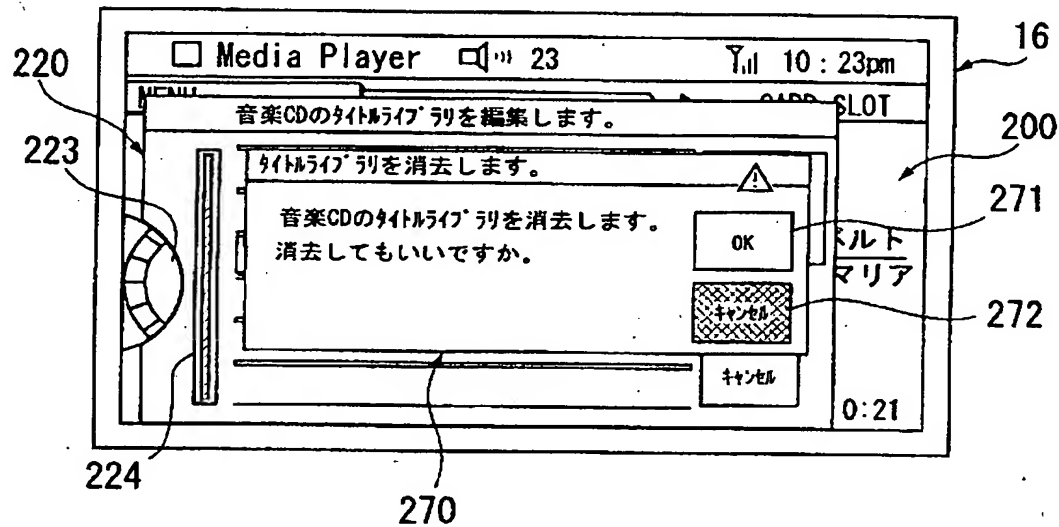 16
Media Player 23 10:23pm
220
MENU CARD SLOT
音楽CDのﾀｲﾄﾙﾗｲﾌﾞﾗﾘを編集します。
200
223
ﾀｲﾄﾙﾗｲﾌﾞﾗﾘを消去します。
271
音楽CDのﾀｲﾄﾙﾗｲﾌﾞﾗﾘを消去します。
OK
消去してもいいですか。
ベルト
マリア
ｷｬﾝｾﾙ
272
ｷｬﾝｾﾙ
0:21
224
270